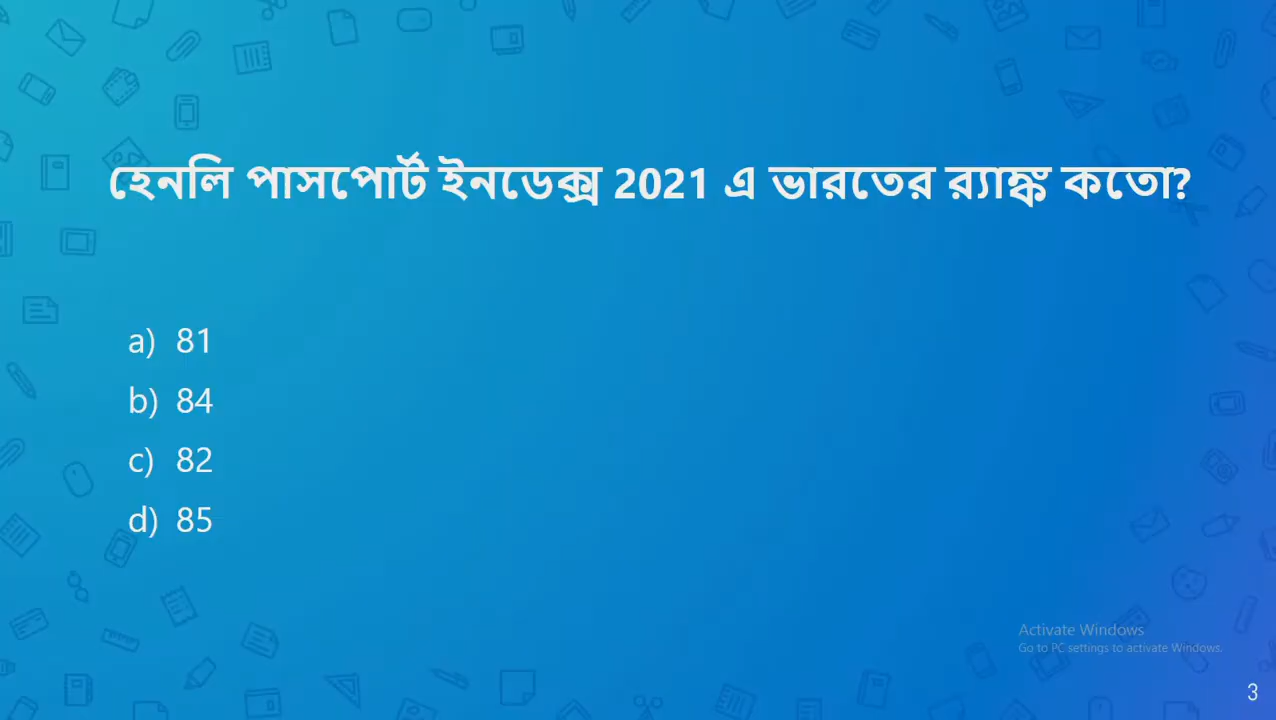 হেনলি পাসপোর্ট ইনডেক্স 2021 এ ভারতের র‍্যাঙ্ক কতো?
a) 81
b) 84
c) 82
d) 85
Activate Windows
Go to PC settings to activate Windows.
3